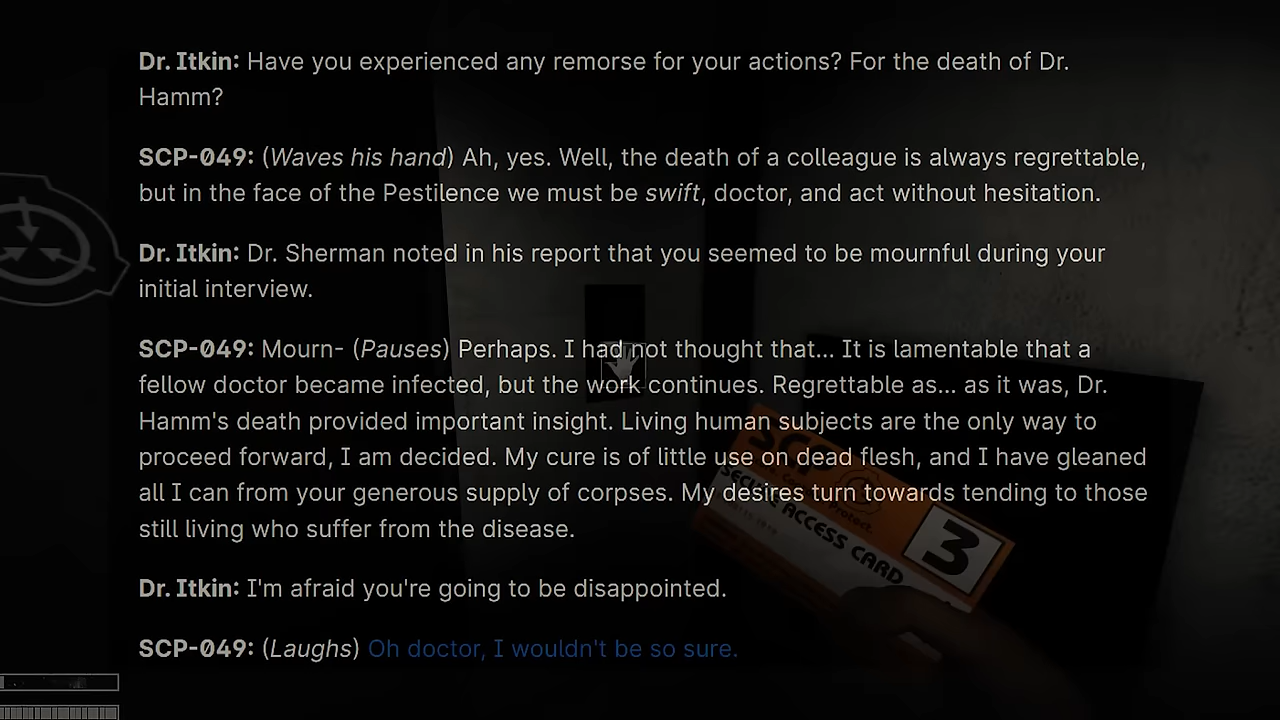 Dr. Itkin: Have you experienced any remorse for your actions? For the death of Dr.
Hamm?
SCP-049: (Waves his hand) Ah, yes. Well, the death of a colleague is always regrettable,
but in the face of the Pestilence we must be swift, doctor, and act without hesitation.
Dr. Itkin: Dr. Sherman noted in his report that you seemed to be mournful during your
initial interview.
SCP-049: Mourn- (Pauses) Perhaps. I had not thought that... It is lamentable that a
fellow doctor became infected, but the work continues. Regrettable as... as it was, Dr.
Hamm's death provided important insight. Living human subjects are the only way to
proceed forward, I am decided. My cure is of little use on dead flesh, and I have gleaned
all I can from your generous supply of corpses. My desires turn towards tending to those
still living who suffer from the disease.
Dr. Itkin: I'm afraid you're going to be disappointed.
SCP-049: (Laughs) Oh doctor, I wouldn't be so sure.
SCP
Protect.
ACCESS CARD
3